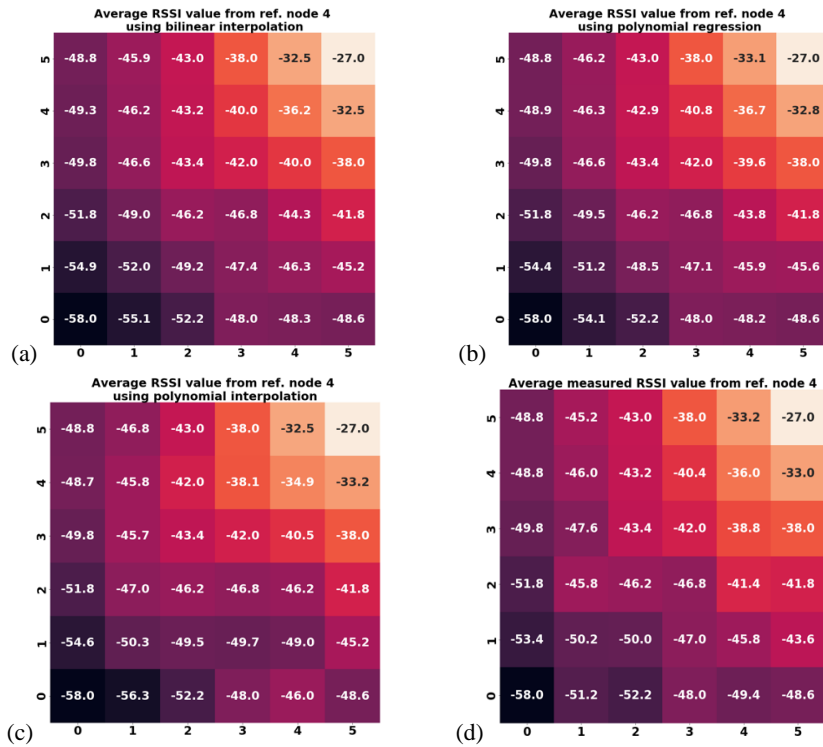 Average RSSI value from ref. node 4
using bilinear interpolation
5 -48.8 -45.9 -43.0 -38.0 -32.5 -27.0
4 -49.3 -46.2 -43.2 -40.0 -36.2 -32.5
3 -49.8 -46.6 -43.4 -42.0 -40.0 -38.0
2 -51.8 -49.0 -46.2 -46.8 -44.3 -41.8
1 -54.9 -52.0 -49.2 -47.4 -46.3 -45.2
0 -58.0 -55.1 -52.2 -48.0 -48.3 -48.6
(a) 0 1 2 3 4 5
Average RSSI value from ref. node 4
using polynomial regression
5 -48.8 -46.2 -43.0 -38.0 -33.1 -27.0
4 -48.9 -46.3 -42.9 -40.8 -36.7 -32.8
3 -49.8 -46.6 -43.4 -42.0 -39.6 -38.0
2 -51.8 -49.5 -46.2 -46.8 -43.8 -41.8
1 -54.4 -51.2 -48.5 -47.1 -45.9 -45.6
0 -58.0 -54.1 -52.2 -48.0 -48.2 -48.6
(b) 0 1 2 3 4 5
Average RSSI value from ref. node 4
using polynomial interpolation
5 -48.8 -46.8 -43.0 -38.0 -32.5 -27.0
4 -48.7 -45.8 -42.0 -38.1 -34.9 -33.2
3 -49.8 -45.7 -43.4 -42.0 -40.5 -38.0
2 -51.8 -47.0 -46.2 -46.8 -46.2 -41.8
1 -54.6 -50.3 -49.5 -49.7 -49.0 -45.2
0 -58.0 -56.3 -52.2 -48.0 -46.0 -48.6
(c) 0 1 2 3 4 5
Average measured RSSI value from ref. node 4
5 -48.8 -45.2 -43.0 -38.0 -33.2 -27.0
4 -48.8 -46.0 -43.2 -40.4 -36.0 -33.0
3 -49.8 -47.6 -43.4 -42.0 -38.8 -38.0
2 -51.8 -45.8 -46.2 -46.8 -41.4 -41.8
1 -53.4 -50.2 -50.0 -47.0 -45.8 -43.6
0 -58.0 -51.2 -52.2 -48.0 -49.4 -48.6
(d) 0 1 2 3 4 5